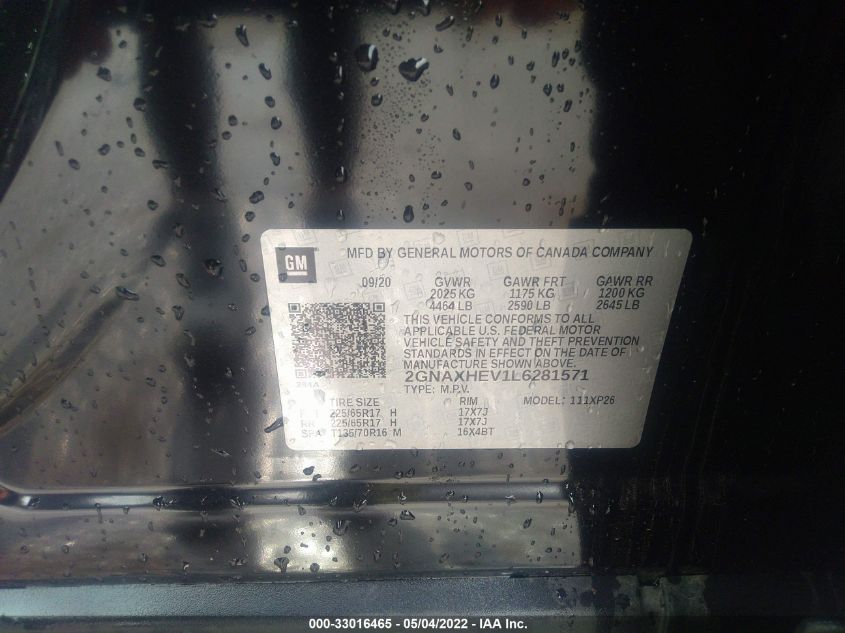 GM
MFD BY GENERAL MOTORS OF CANADA COMPANY
09/20 GVWR GAWR FRT GAWR RR
2025 KG 1175 KG 1200 KG
4464 LB 2590 LB 2645 LB
THIS VEHICLE CONFORMS TO ALL
APPLICABLE U.S. FEDERAL MOTOR
VEHICLE SAFETY AND THEFT PREVENTION
STANDARDS IN EFFECT ON THE DATE OF
MANUFACTURE SHOWN ABOVE.
2GNAXHEV1L6281571
TYPE: M.P.V.
TIRE SIZE RIM MODEL: 111XP26
225/65R17 H 17X7J
RR 225/65R17 H 17X7J
SPA T135/70R16 M 16X4BT
000-33016465 - 05/04/2022 - IAA Inc.